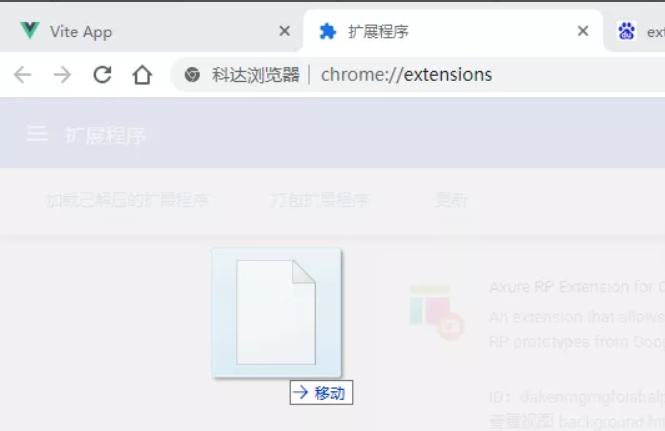 Vite App
扩展程序
ext
科达浏览器 | chrome://extensions
扩展程序
加载已解压的扩展程序 打包扩展程序 更新
Axure RP Extension for C
An extension that allows
RP prototypes from Goog
移动
ID:
查看视图 background.ht